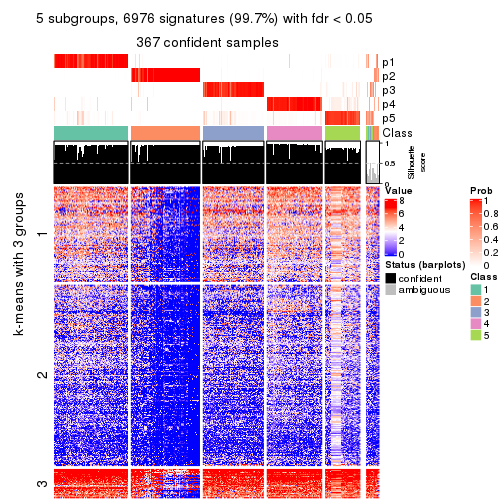 5 subgroups, 6976 signatures (99.7%) with fdr < 0.05
367 confident samples
p1
p2
p3
p4
p5
Class
1
0.5
0
Silhouette
score
k-means with 3 groups
1
2
3
Value
8
6
4
2
0
Status (barplots)
confident
ambiguous
Prob
1
0.8
0.6
0.4
0.2
0
Class
1
2
3
4
5